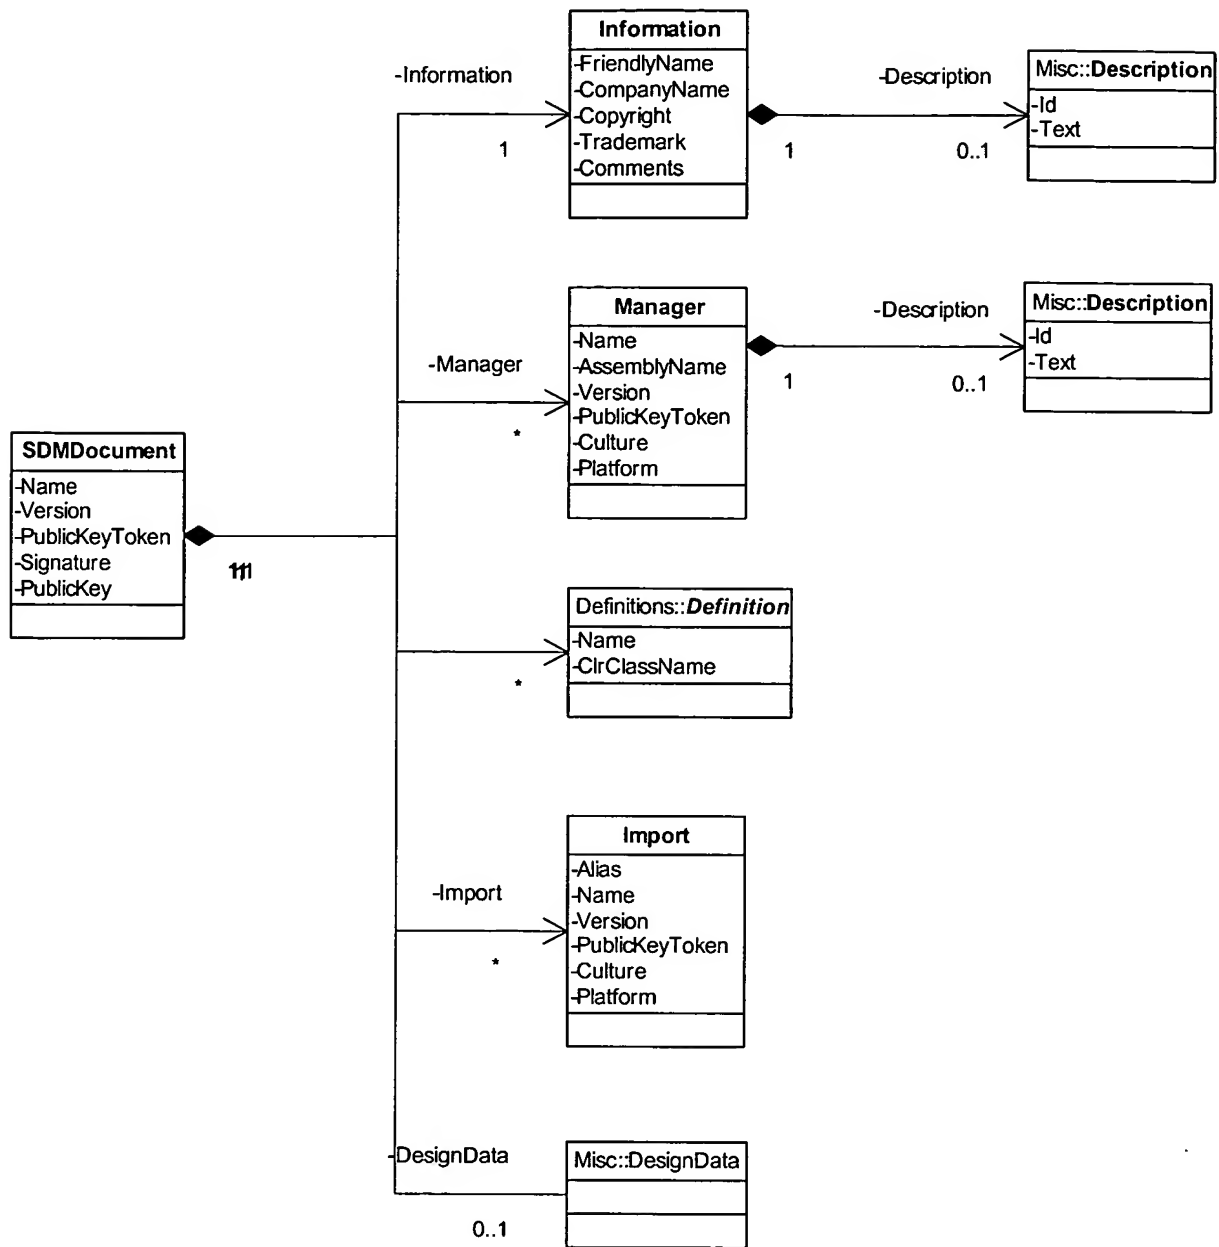 Information
-FriendlyName
-CompanyName
-Copyright
-Trademark
-Comments
-Information
1
-Description
1
0..1
Misc::Description
-Id
-Text
Manager
-Name
-AssemblyName
-Version
-PublicKeyToken
-Culture
-Platform
-Manager
*
-Description
1
0..1
Misc::Description
-Id
-Text
SDMDocument
-Name
-Version
-PublicKeyToken
-Signature
-PublicKey
Definitions::Definition
-Name
-ClrClassName
*
Import
-Alias
-Name
-Version
-PublicKeyToken
-Culture
-Platform
-Import
*
-DesignData
0..1
Misc::DesignData